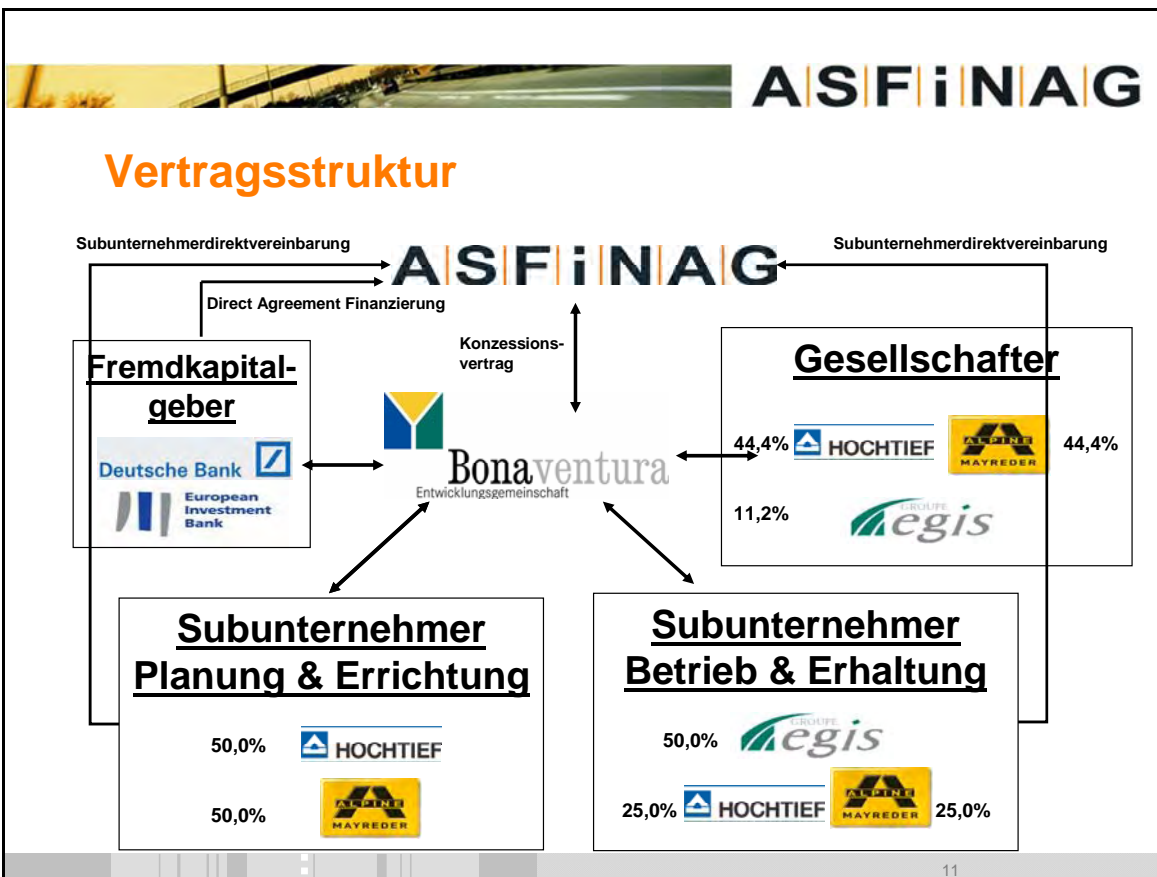 ASFiNAG
Vertragsstruktur
Subunternehmerdirektvereinbarung
Subunternehmerdirektvereinbarung
ASFiNAG
Direct Agreement Finanzierung
Konzessions-
vertrag
Fremdkapital-
geber
Deutsche Bank
European
Investment
Bank
Bonaventura
Entwicklungsgemeinschaft
Gesellschafter
44,4% HOCHTIEF ALPINE MAYREDER 44,4%
11,2% GROUPE egis
Subunternehmer
Planung & Errichtung
50,0% HOCHTIEF
50,0% ALPINE MAYREDER
Subunternehmer
Betrieb & Erhaltung
50,0% GROUPE egis
25,0% HOCHTIEF ALPINE MAYREDER 25,0%
11